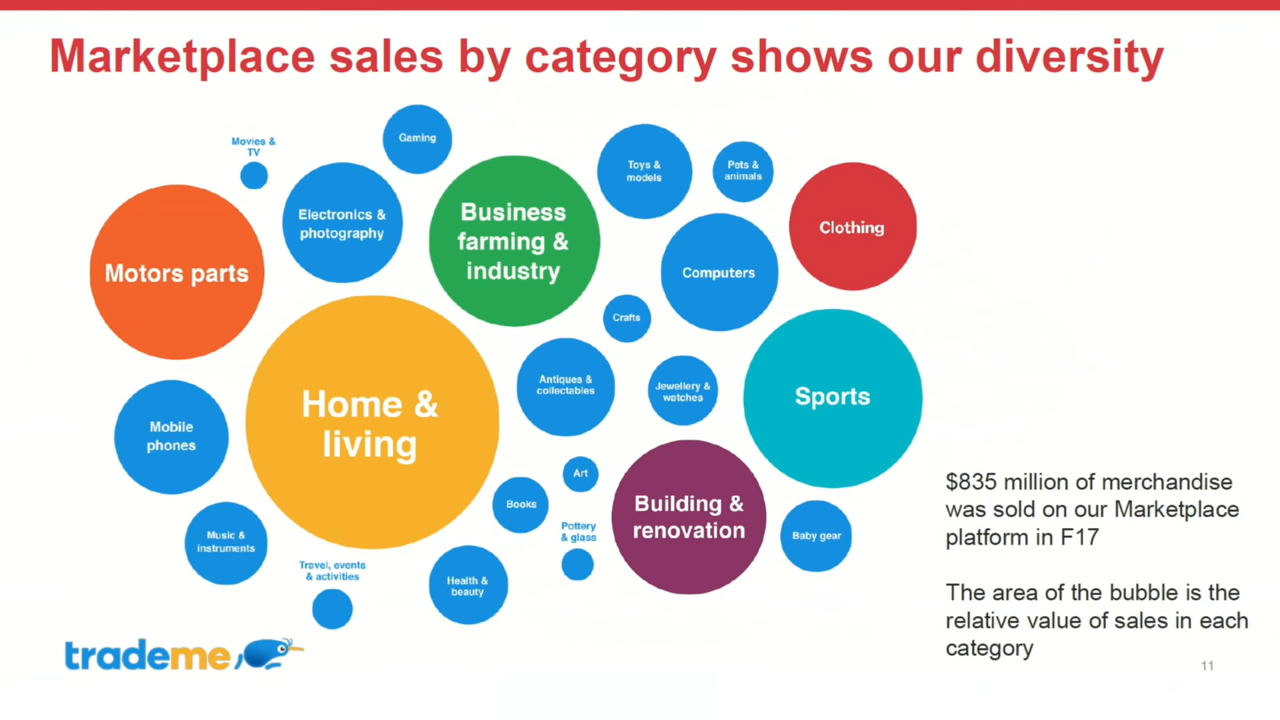 Marketplace sales by category shows our diversity
Movies &
TV
Gaming
Toys &
models
Pets &
animals
Electronics &
photography
Business
farming &
industry
Clothing
Motors parts
Computers
Crafts
Home &
living
Antiques &
collectables
Jewellery &
watches
Sports
Mobile
phones
Art
Books
Building &
renovation
Pottery
& glass
Baby gear
Music &
instruments
Travel, events
& activities
Health &
beauty
$835 million of merchandise
was sold on our Marketplace
platform in F17
The area of the bubble is the
relative value of sales in each
category
trademe
11